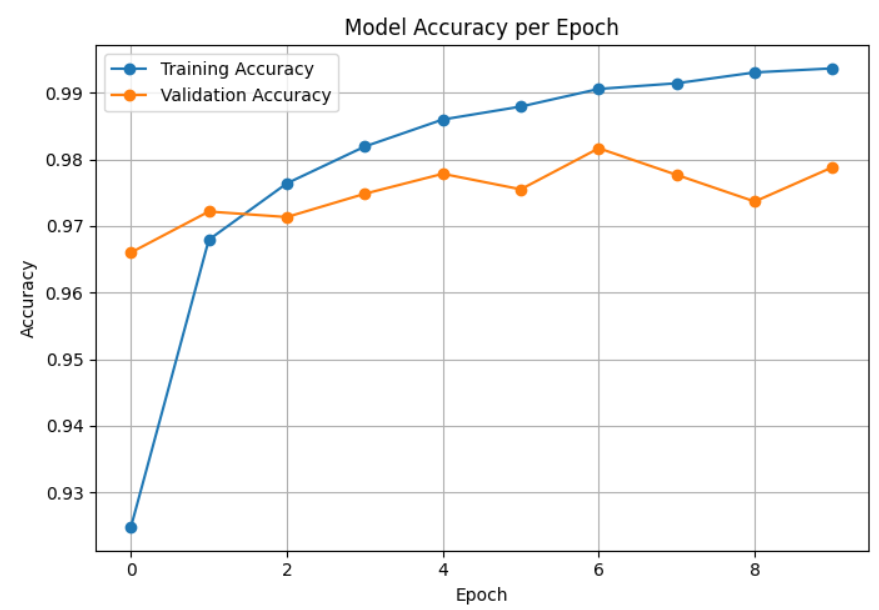 Model Accuracy per Epoch
Training Accuracy
Validation Accuracy
0.99
0.98
0.97
0.96
0.95
0.94
0.93
Accuracy
0 2 4 6 8
Epoch